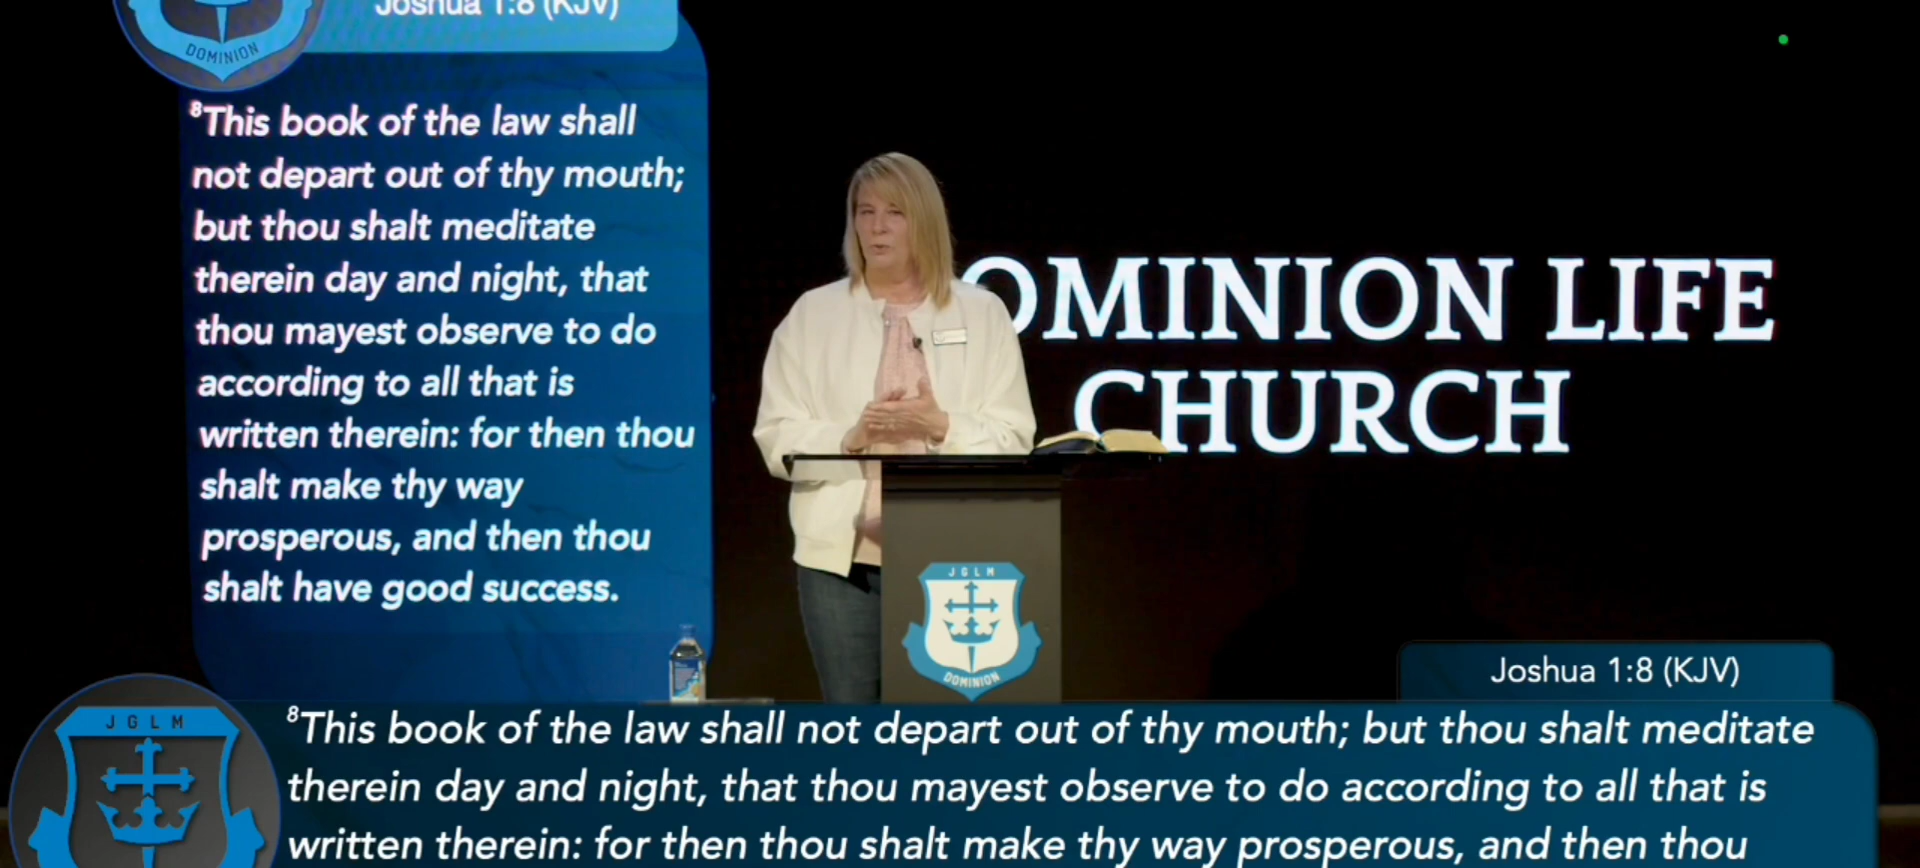 Joshua 1:8 (KJV)
DOMINION
⁸This book of the law shall
not depart out of thy mouth;
but thou shalt meditate
therein day and night, that
thou mayest observe to do
according to all that is
written therein: for then thou
shalt make thy way
prosperous, and then thou
shalt have good success.
OMINION LIFE
CHURCH
JGLM
DOMINION
Joshua 1:8 (KJV)
JGLM
⁸This book of the law shall not depart out of thy mouth; but thou shalt meditate
therein day and night, that thou mayest observe to do according to all that is
written therein: for then thou shalt make thy way prosperous, and then thou